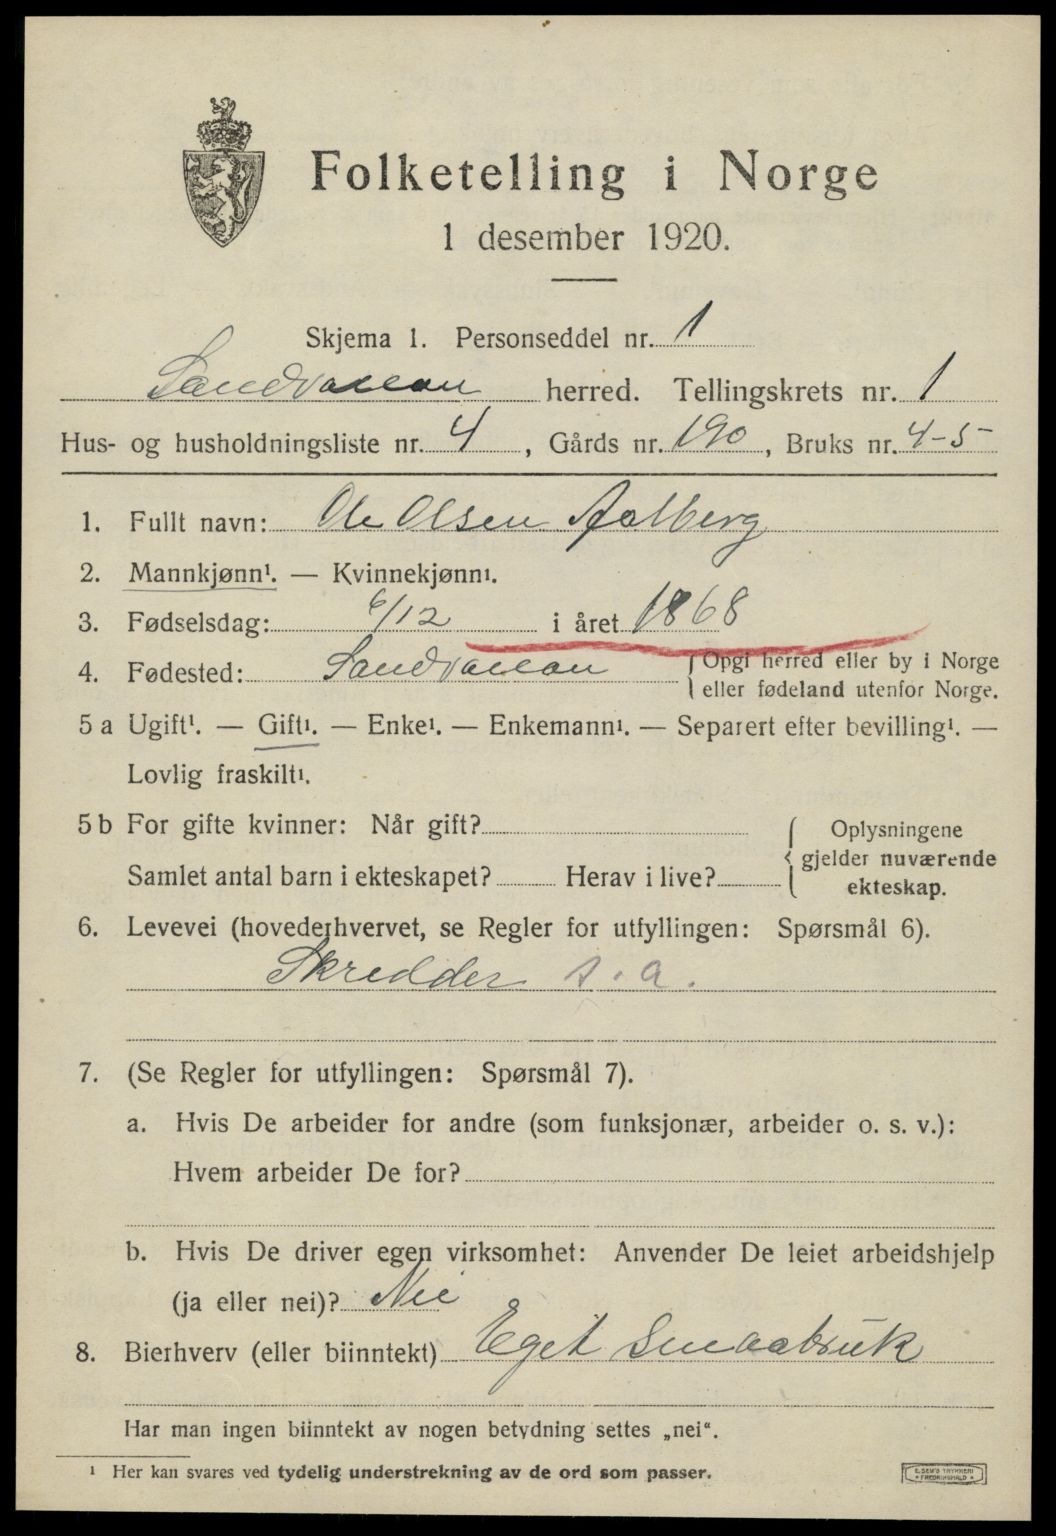 Folketelling i Norge
1 desember 1920.
Skjema 1. Personseddel nr. 1
Sandvollan herred. Tellingskrets nr. 1
Hus- og husholdningsliste nr. 4, Gårds nr. 190, Bruks nr. 4-5
1. Fullt navn: Ole Olsen Aalberg
2. Mannkjønn¹. — Kvinnekjønn¹.
3. Fødselsdag: 6/12 i året 1868
4. Fødested: Sandvollan {Opgi herred eller by i Norge
eller fødeland utenfor Norge.
5 a Ugift¹. — Gift¹. — Enke¹. — Enkemann¹. — Separert efter bevilling¹. —
Lovlig fraskilt¹.
5 b For gifte kvinner: Når gift?
Samlet antal barn i ekteskapet? Herav i live?
{Oplysningene
gjelder nuværende
ekteskap.
6. Levevei (hovederhvervet, se Regler for utfyllingen: Spørsmål 6).
Skredder s. a.
7. (Se Regler for utfyllingen: Spørsmål 7).
a. Hvis De arbeider for andre (som funksjonær, arbeider o. s. v.):
Hvem arbeider De for?
b. Hvis De driver egen virksomhet: Anvender De leiet arbeidshjelp
(ja eller nei)? Nei
8. Bierhverv (eller biinntekt) Eget Smaabruk
Har man ingen biinntekt av nogen betydning settes „nei“.
¹ Her kan svares ved tydelig understrekning av de ord som passer.
E. SEM'S TRYKKERI
FREDRIKSHALD